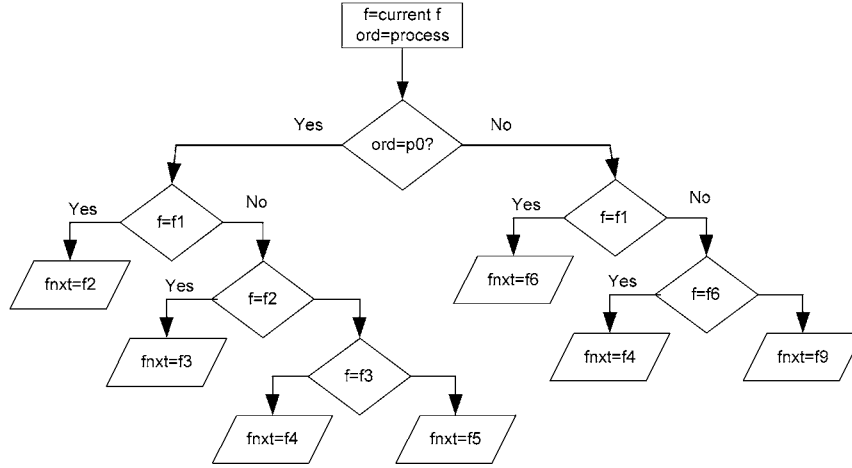 f=current f
ord=process
Yes
ord=p0?
No
Yes
f=f1
No
Yes
f=f1
No
fnxt=f2
Yes
f=f2
fnxt=f6
Yes
f=f6
fnxt=f3
f=f3
fnxt=f4
fnxt=f9
fnxt=f4
fnxt=f5